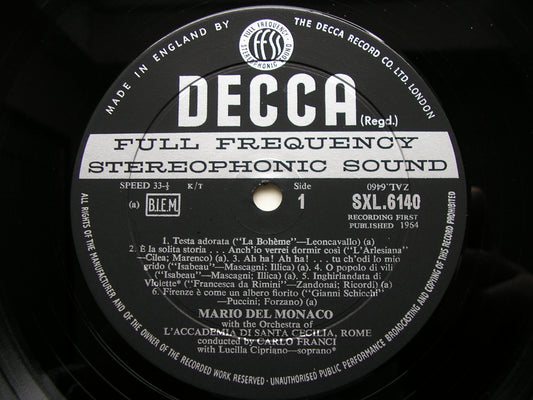 MADE IN ENGLAND BY THE DECCA RECORD CO. LTD., LONDON
FULL FREQUENCY
ffss
STEREOPHONIC SOUND
DECCA (Regd.)
FULL FREQUENCY
STEREOPHONIC SOUND
SPEED 33⅓ K/T Side ZAL.6460
(a) B.I.E.M. 1 SXL.6140
RECORDING FIRST
PUBLISHED 1964
1. Testa adorata ("La Bohème"—Leoncavallo) (a)
2. È la solita storia . . . Anch'io verrei dormir così ("L'Arlesiana"
—Cilea; Marenco) (a) 3. Ah ha! Ah ha! . . . tu ch'odi lo mio
grido ("Isabeau"—Mascagni; Illica) (a) 4. O popolo di vili
("Isabeau"—Mascagni; Illica) (a) 5. Inghirlandata di
Violette* ("Francesca da Rimini"—Zandonai; Ricordi) (a)
6. Firenze è come un albero fiorito ("Gianni Schicchi"—
Puccini; Forzano) (a)
MARIO DEL MONACO
with the Orchestra of
L'ACCADEMIA DI SANTA CECILIA, ROME
conducted by CARLO FRANCI
with Lucilla Cipriano—soprano*
ALL RIGHTS OF THE MANUFACTURER AND OF THE OWNER OF THE RECORDED WORK RESERVED · UNAUTHORISED PUBLIC PERFORMANCE BROADCASTING AND COPYING OF THIS RECORD PROHIBITED